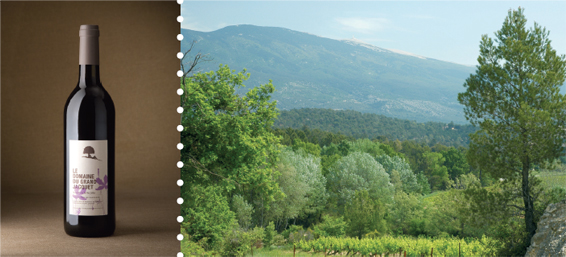 LE
DOMAINE
DU GRAND
JACQUET